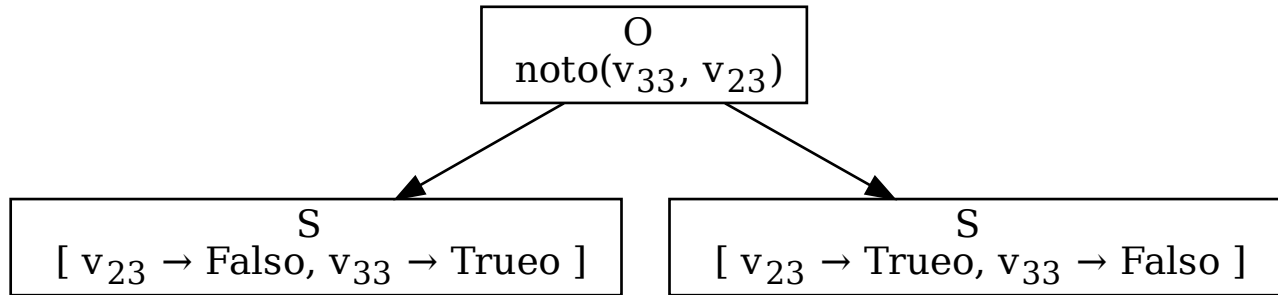 O
noto(v33, v23)
S
[ v23 → Falso, v33 → Trueo ]
S
[ v23 → Trueo, v33 → Falso ]